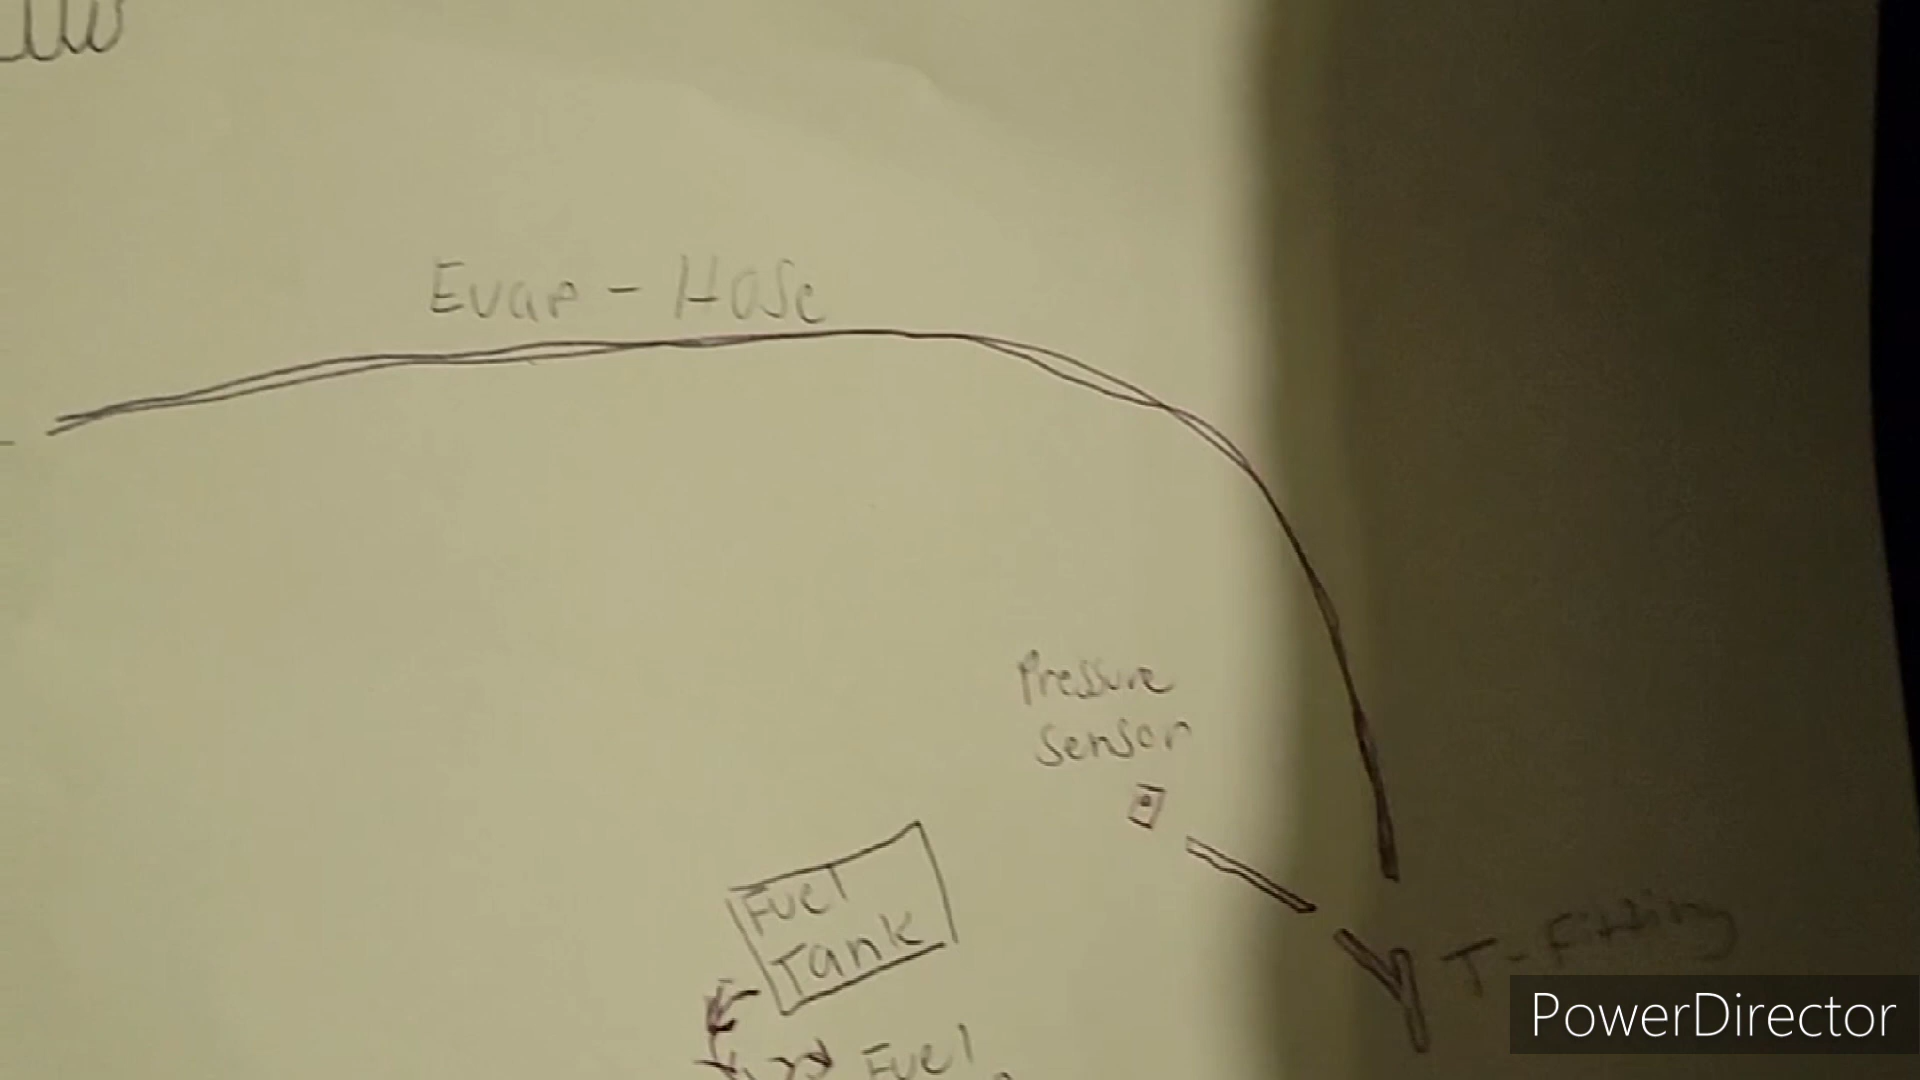 Evap - Hose
Pressure
sensor
Fuel
Tank
T-Fitting
Fuel
PowerDirector